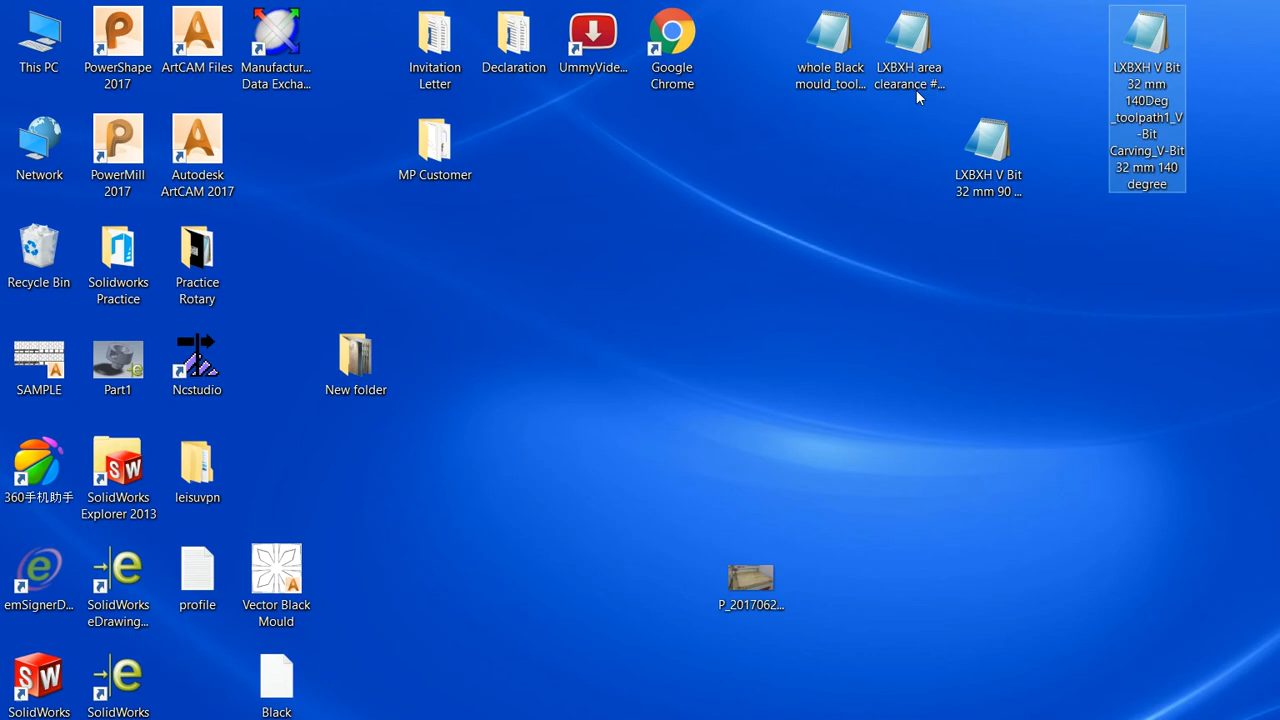 This PC
PowerShape
2017
ArtCAM Files
Manufactur...
Data Excha...
Invitation
Letter
Declaration
UmmyVide...
Google
Chrome
whole Black
mould_tool...
LXBXH area
clearance #...
LXBXH V Bit
32 mm
140Deg
_toolpath1_V
-Bit
Carving_V-Bit
32 mm 140
degree
Network
PowerMill
2017
Autodesk
ArtCAM 2017
MP Customer
LXBXH V Bit
32 mm 90 ...
Recycle Bin
Solidworks
Practice
Practice
Rotary
SAMPLE
Part1
Ncstudio
New folder
360手机助手
SolidWorks
Explorer 2013
leisuvpn
emSignerD...
SolidWorks
eDrawing...
profile
Vector Black
Mould
P_2017062...
SolidWorks
SolidWorks
Black